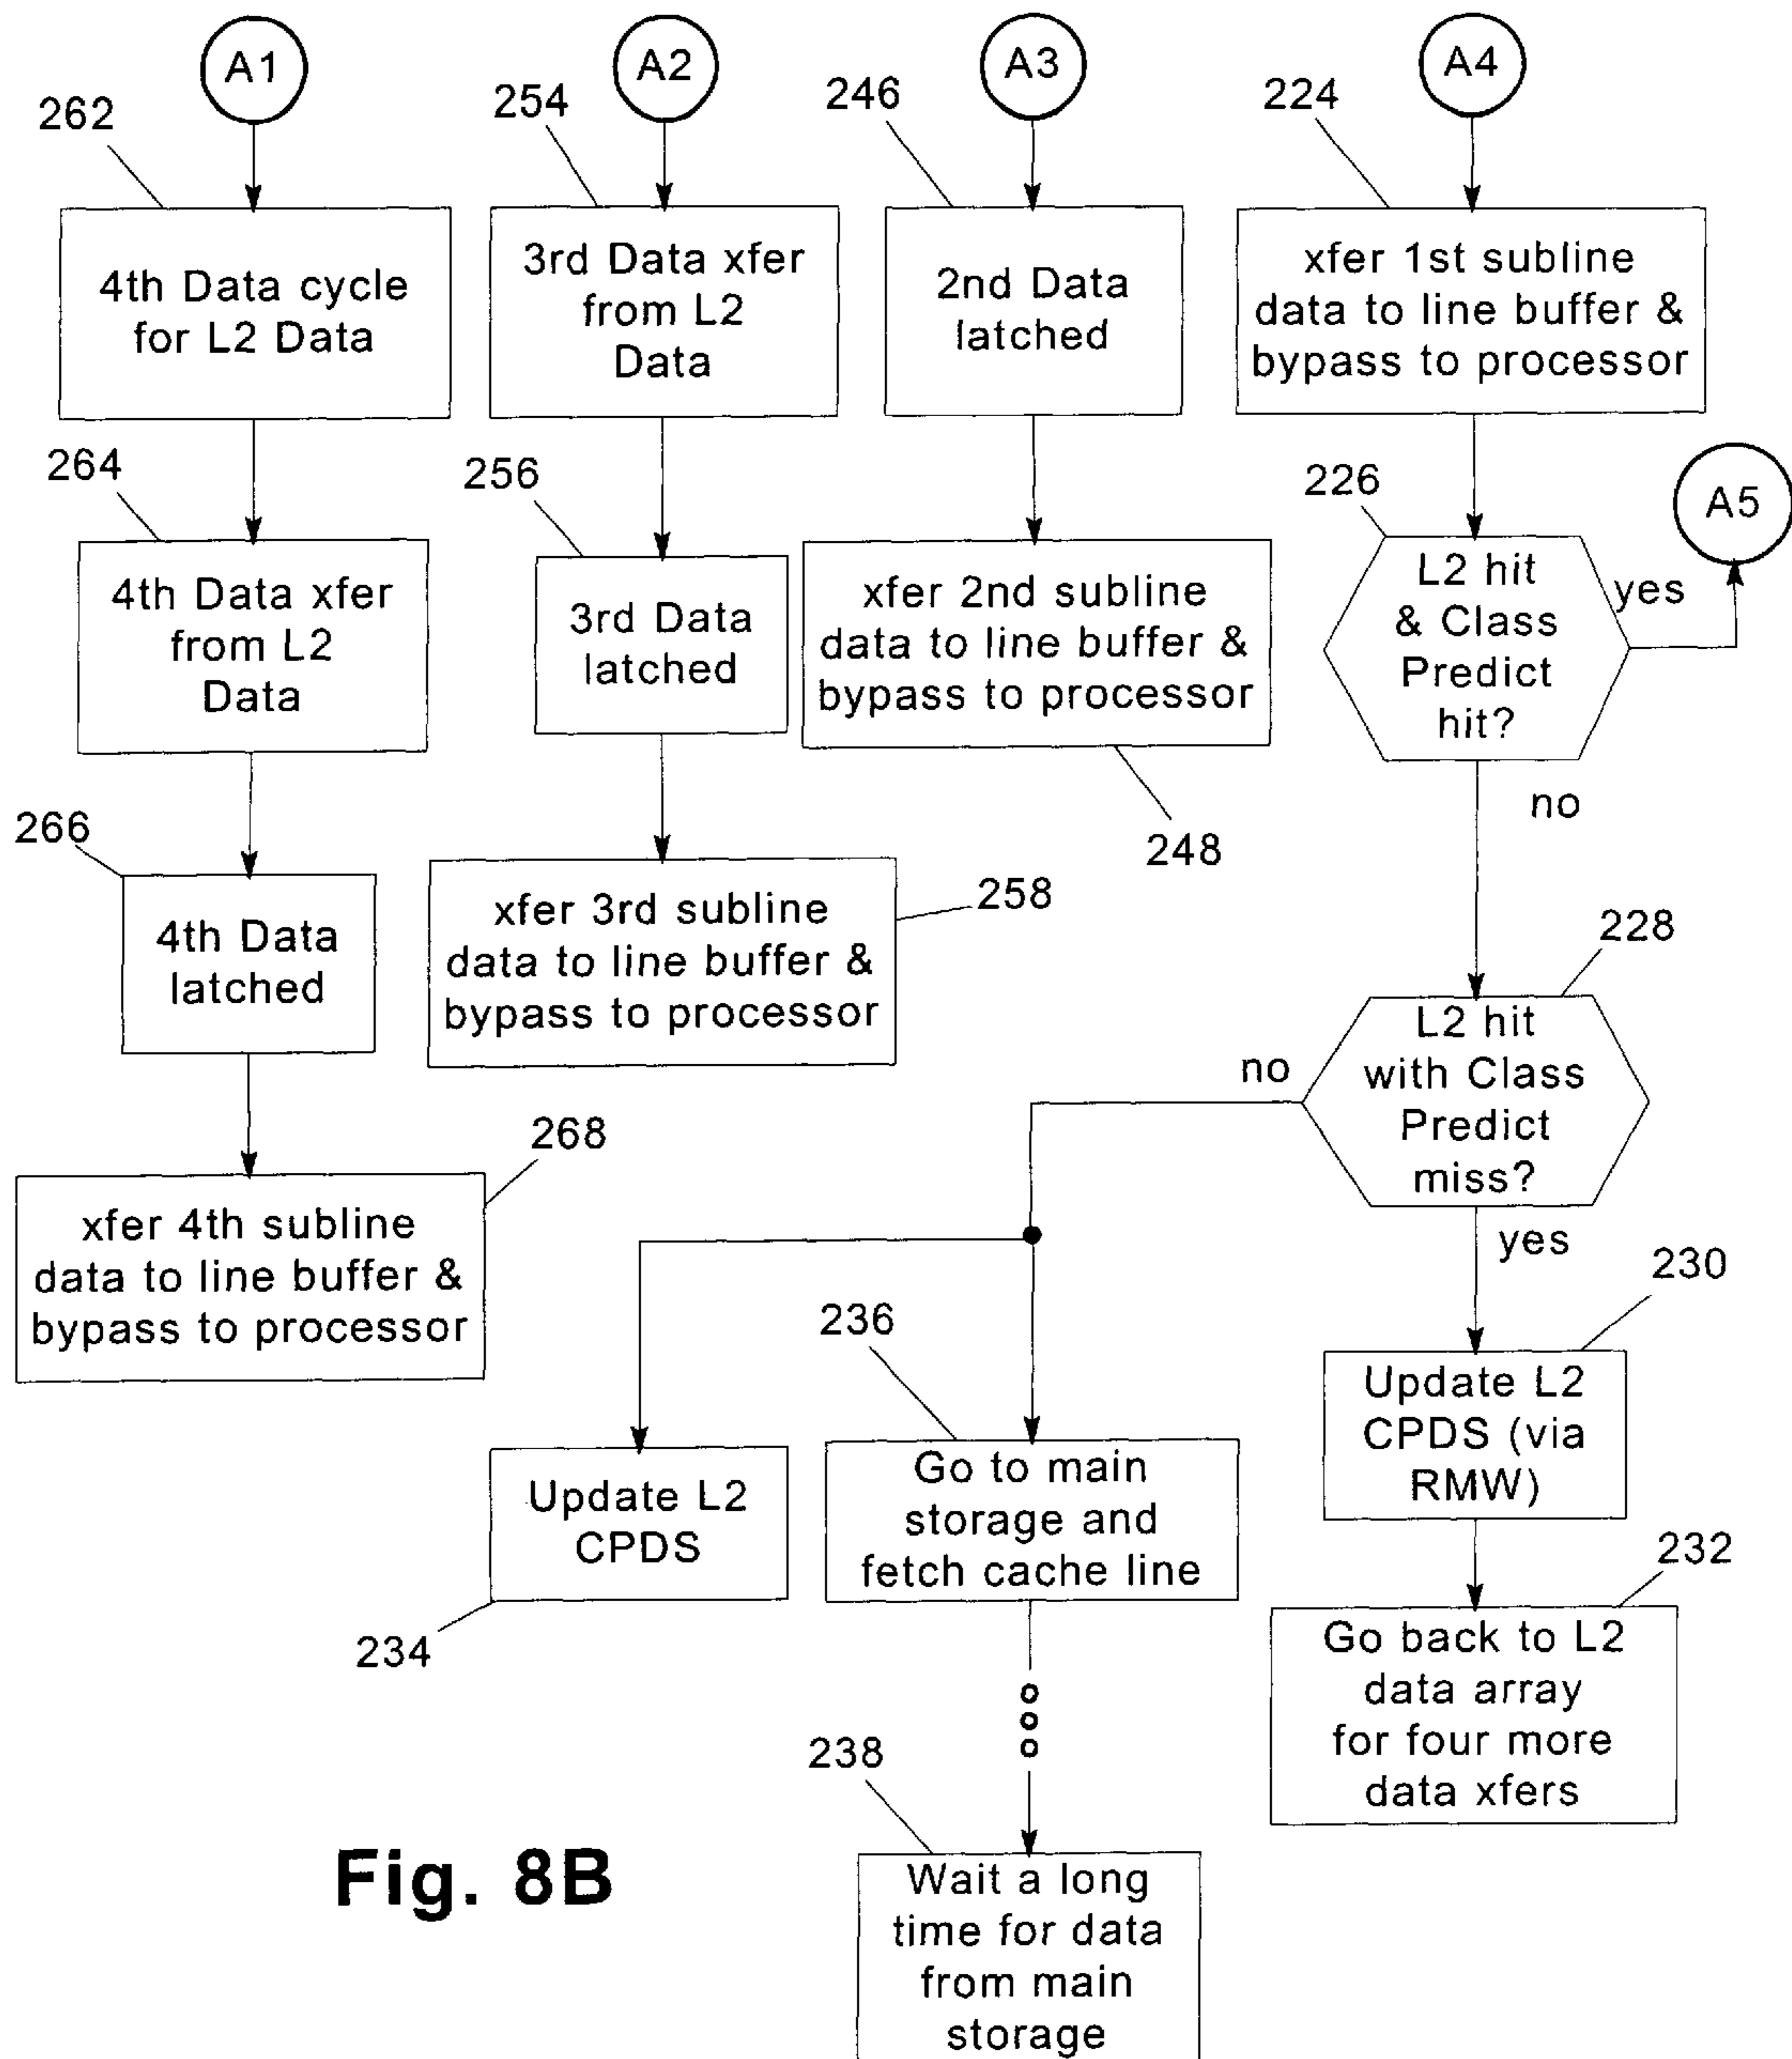 A1
A2
A3
A4
262
254
246
224
4th Data cycle
for L2 Data
3rd Data xfer
from L2
Data
2nd Data
latched
xfer 1st subline
data to line buffer &
bypass to processor
264
256
226
A5
4th Data xfer
from L2
Data
3rd Data
latched
xfer 2nd subline
data to line buffer &
bypass to processor
L2 hit
& Class
Predict
hit?
yes
no
266
248
4th Data
latched
xfer 3rd subline
data to line buffer &
bypass to processor
258
228
L2 hit
with Class
Predict
miss?
no
yes
268
xfer 4th subline
data to line buffer &
bypass to processor
236
230
Update L2
CPDS
234
Go to main
storage and
fetch cache line
Update L2
CPDS (via
RMW)
232
Go back to L2
data array
for four more
data xfers
238
Wait a long
time for data
from main
storage
Fig. 8B